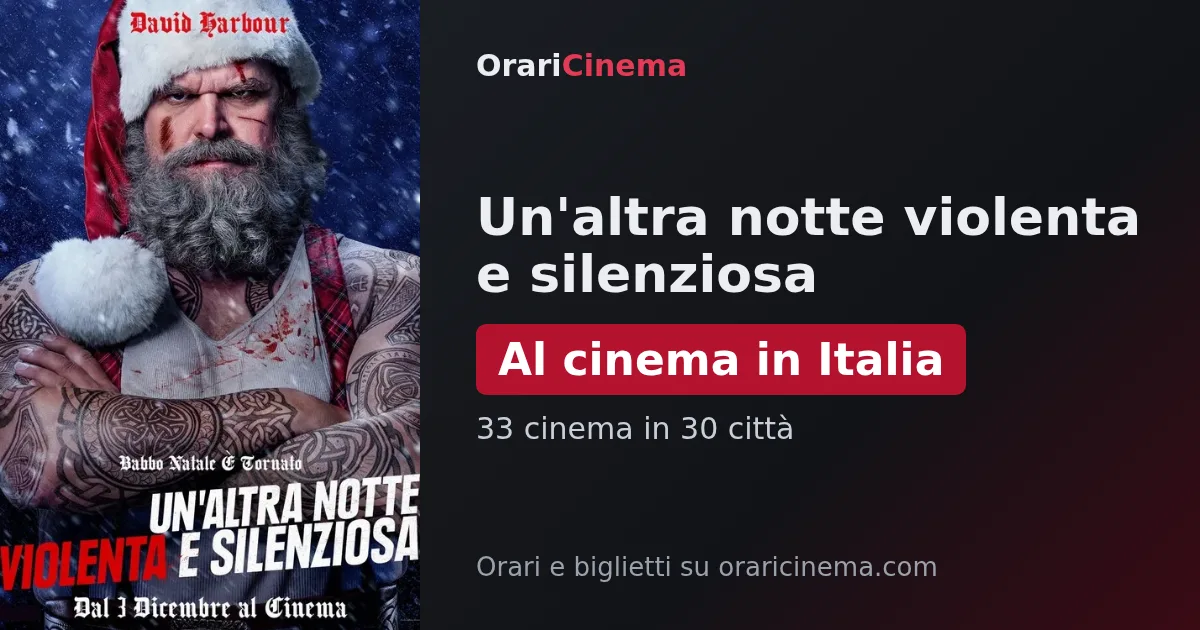 David Harbour
Babbo Natale È Tornato
UN'ALTRA NOTTE
VIOLENTA E SILENZIOSA
Dal 3 Dicembre al Cinema
OrariCinema
Un'altra notte violenta
e silenziosa
Al cinema in Italia
33 cinema in 30 città
Orari e biglietti su oraricinema.com